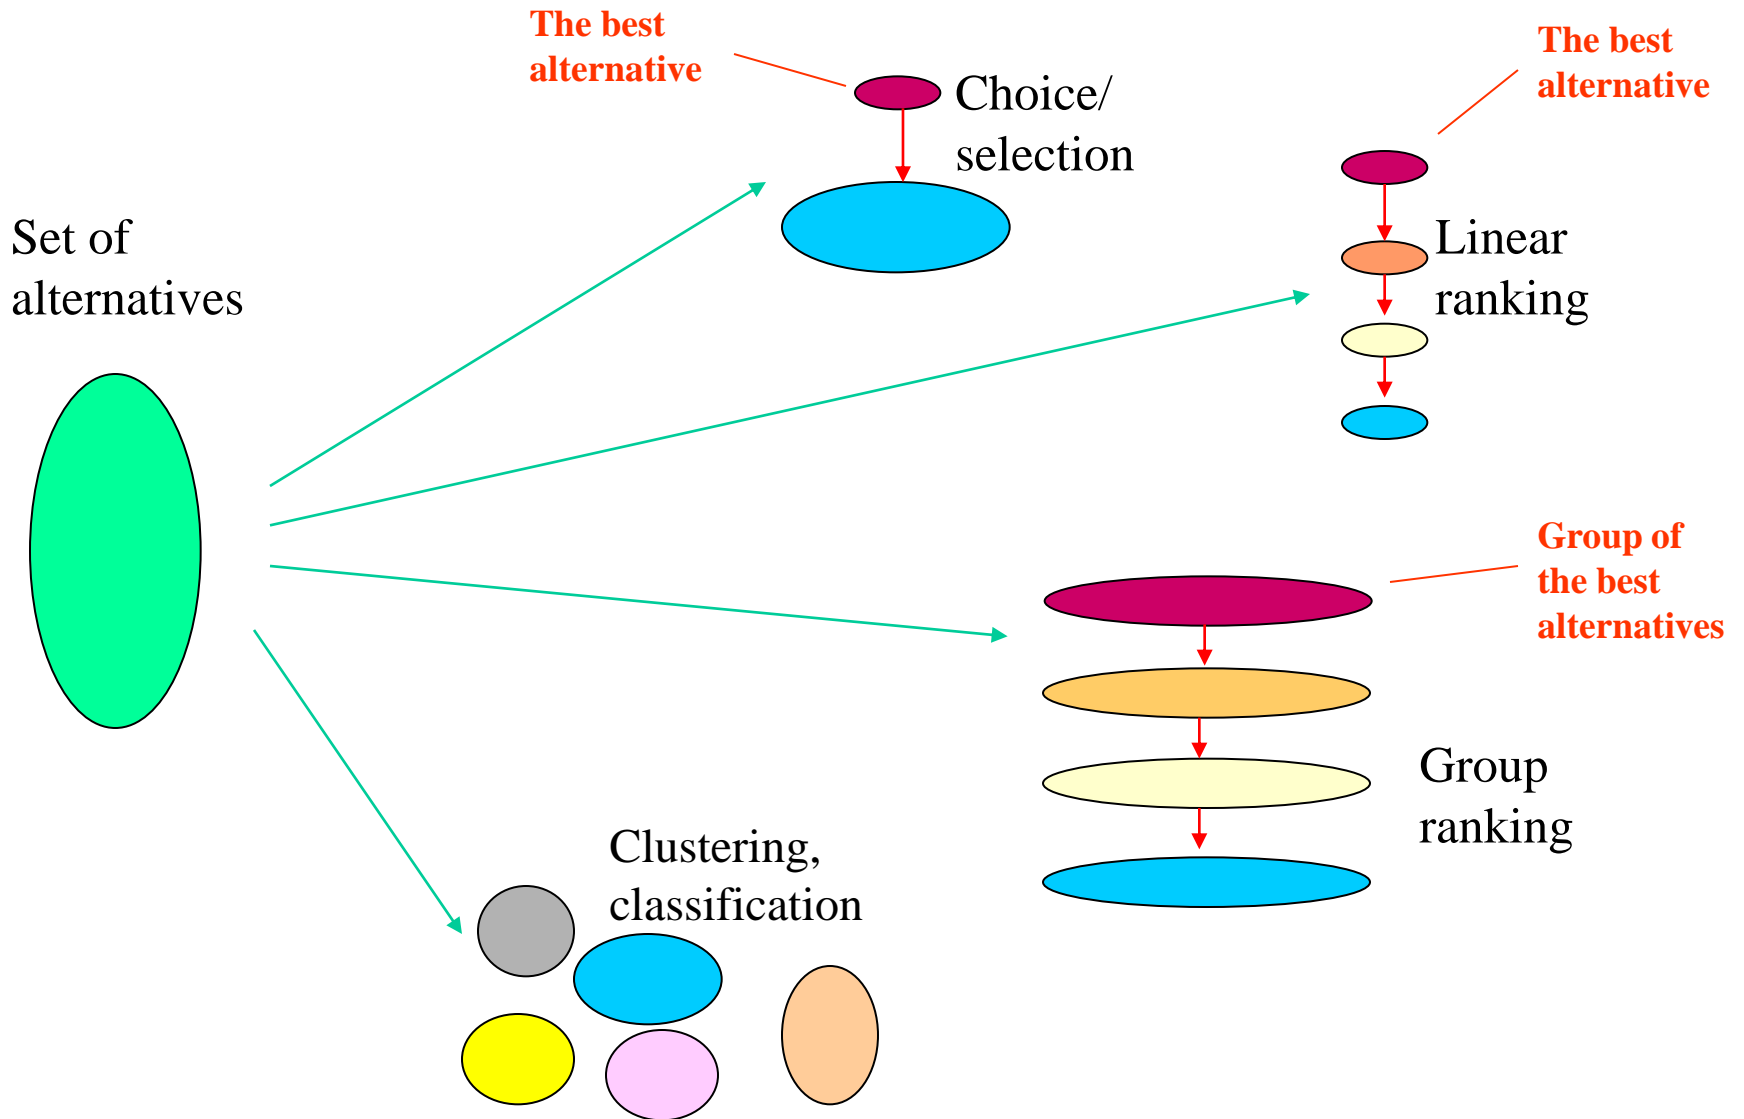 The best
alternative
Choice/
selection
The best
alternative
Set of
alternatives
Linear
ranking
Group of
the best
alternatives
Group
ranking
Clustering,
classification